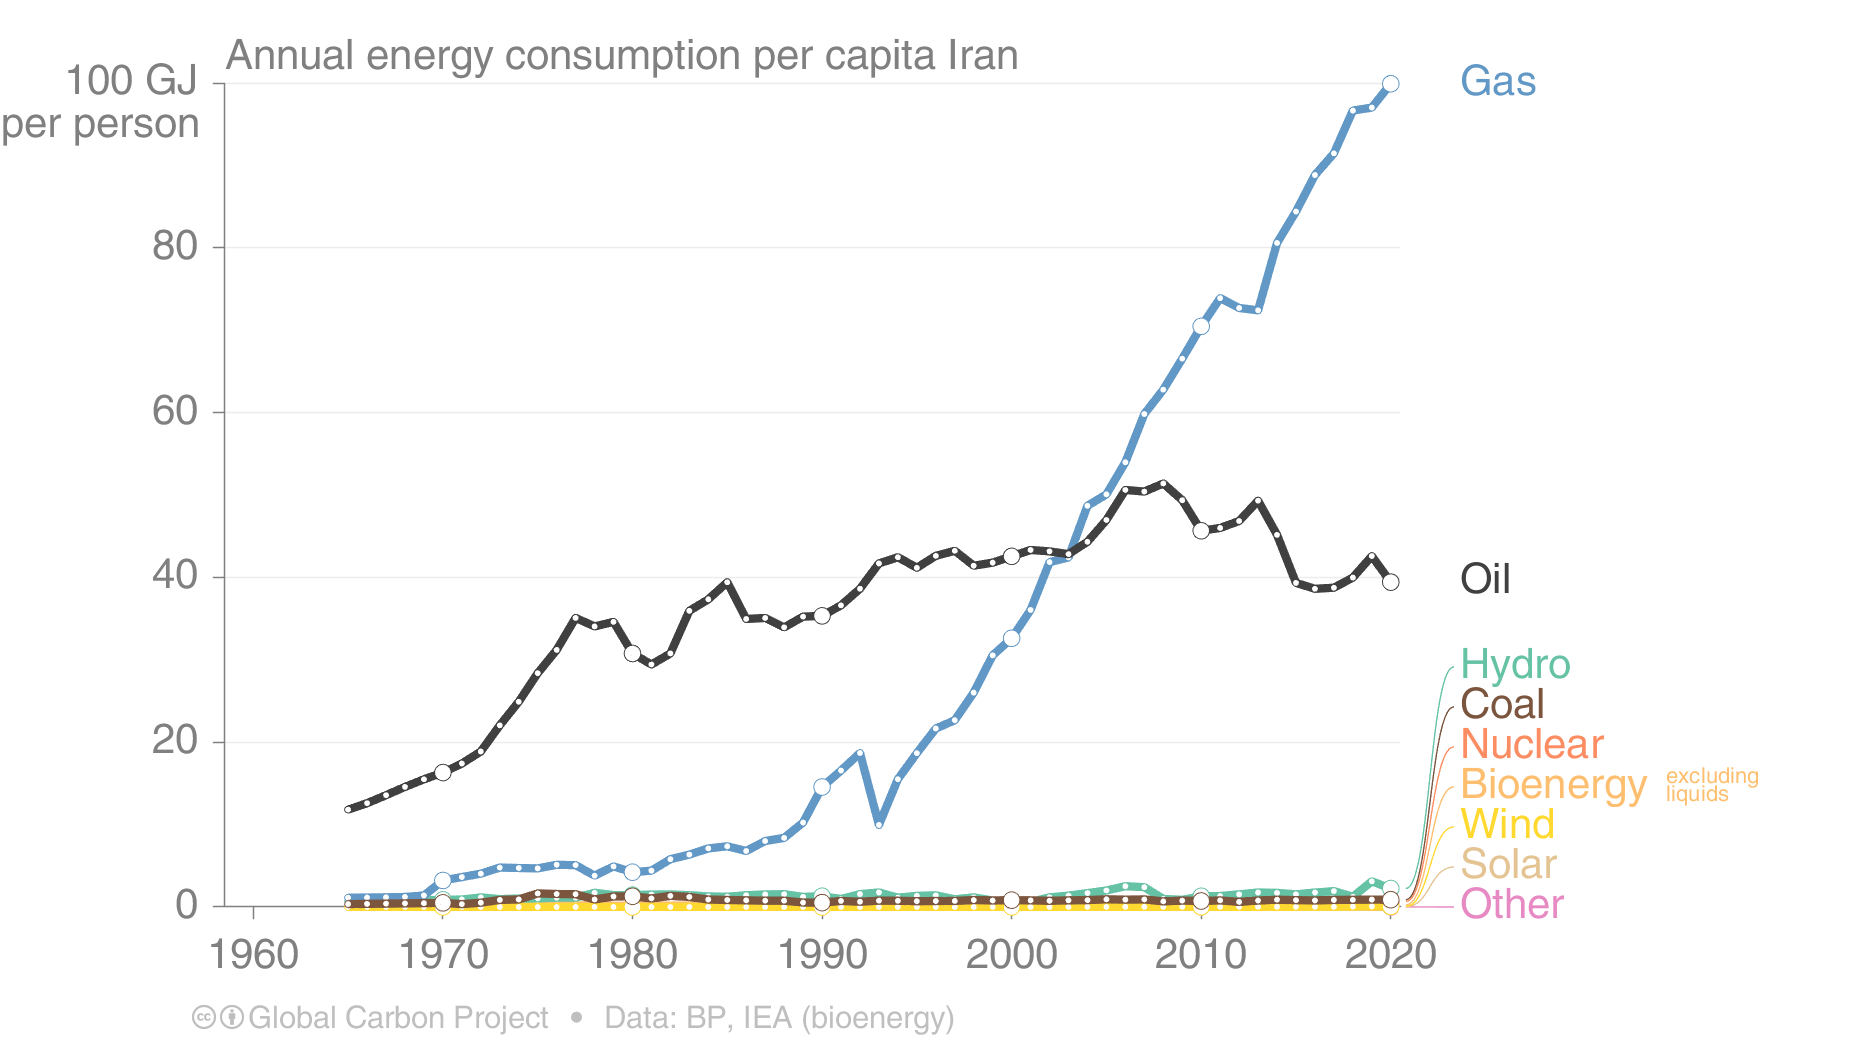 Annual energy consumption per capita Iran
100 GJ
per person
80
60
40
20
0
1960 1970 1980 1990 2000 2010 2020
Gas
Oil
Hydro
Coal
Nuclear
Bioenergy excluding liquids
Wind
Solar
Other
cc Global Carbon Project • Data: BP, IEA (bioenergy)